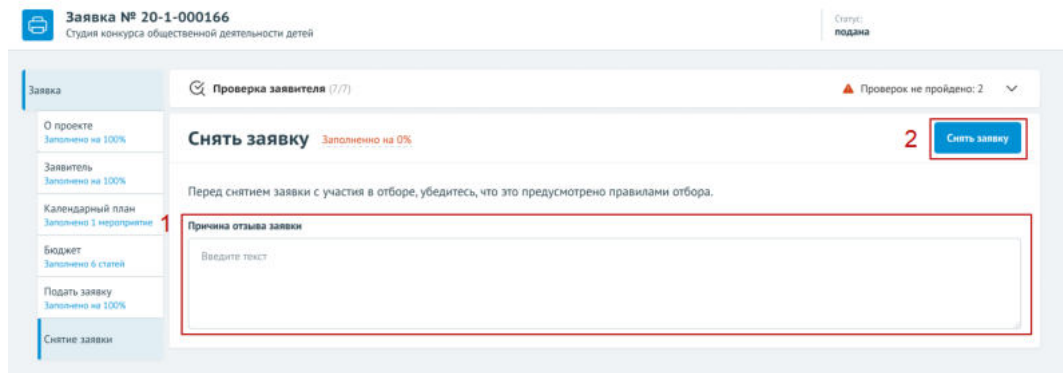 Заявка № 20-1-000166
Студия конкурса общественной деятельности детей
Статус:
подана
Заявка
Проверка заявителя (7/7)
Проверок не пройдено: 2
О проекте
Заполнено на 100%
Заявитель
Заполнено на 100%
Календарный план
Заполнено 1 мероприятие
Бюджет
Заполнено 6 статей
Подать заявку
Заполнено на 100%
Снятие заявки
Снять заявку
Заполненно на 0%
2
Снять заявку
Перед снятием заявки с участия в отборе, убедитесь, что это предусмотрено правилами отбора.
1
Причина отзыва заявки
Введите текст